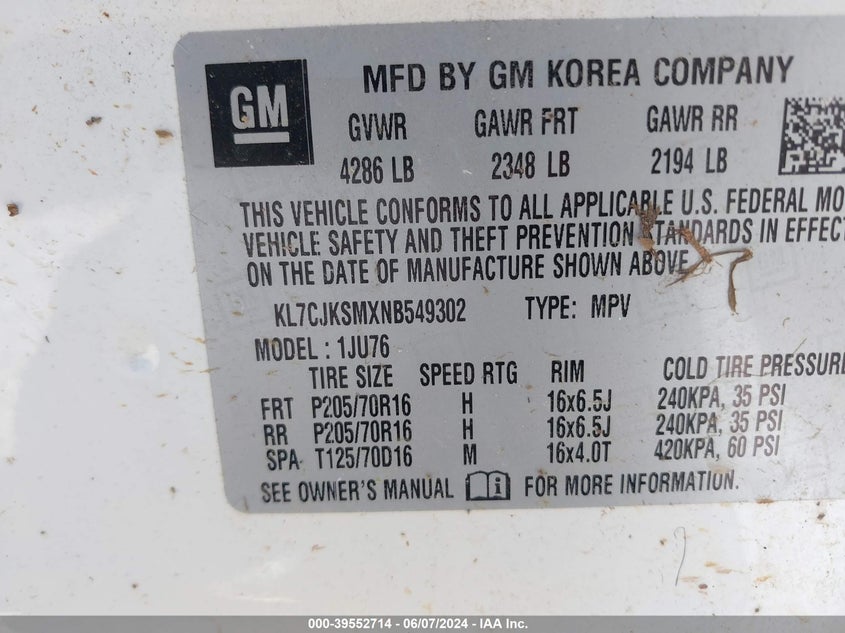 MFD BY GM KOREA COMPANY
GM
GVWR GAWR FRT GAWR RR
4286 LB 2348 LB 2194 LB
THIS VEHICLE CONFORMS TO ALL APPLICABLE U.S. FEDERAL MO
VEHICLE SAFETY AND THEFT PREVENTION STANDARDS IN EFFECT
ON THE DATE OF MANUFACTURE SHOWN ABOVE
KL7CJKSMXNB549302 TYPE: MPV
MODEL : 1JU76
TIRE SIZE SPEED RTG RIM COLD TIRE PRESSURE
FRT P205/70R16 H 16x6.5J 240KPA, 35 PSI
RR P205/70R16 H 16x6.5J 240KPA, 35 PSI
SPA T125/70D16 M 16x4.0T 420KPA, 60 PSI
SEE OWNER'S MANUAL i FOR MORE INFORMATION.
000-39552714 | 06/07/2024 - IAA Inc.